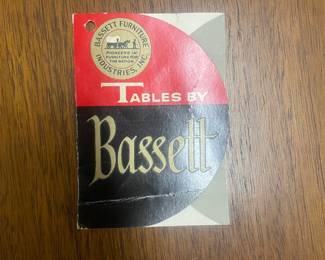 BASSETT FURNITURE
PIONEERS IN
FURNITURE FOR
THE NATION
INDUSTRIES, INC.
TABLES BY
Bassett